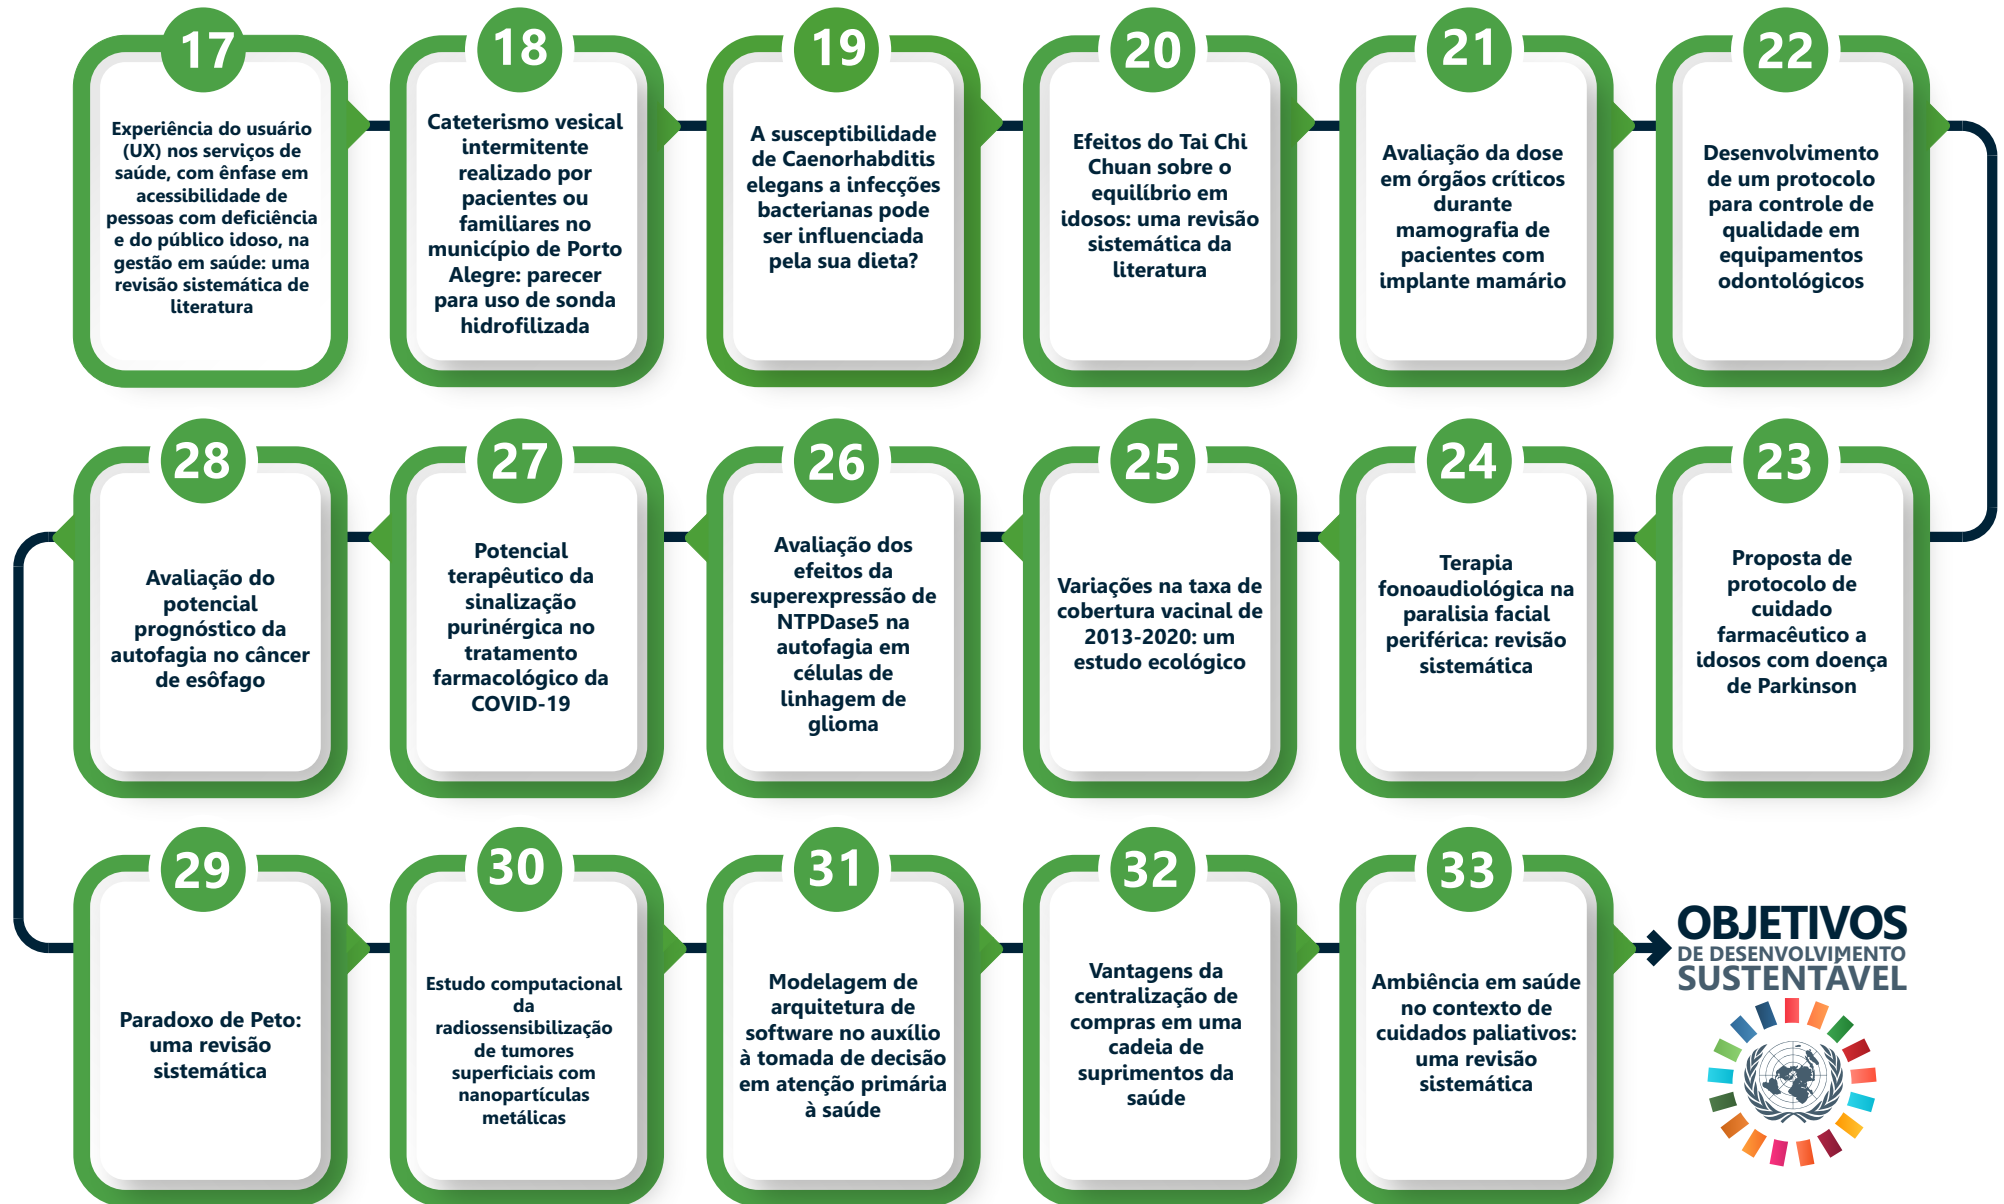 17
Experiência do usuário
(UX) nos serviços de
saúde, com ênfase em
acessibilidade de
pessoas com deficiência
e do público idoso, na
gestão em saúde: uma
revisão sistemática de
literatura
18
Cateterismo vesical
intermitente
realizado por
pacientes ou
familiares no
município de Porto
Alegre: parecer
para uso de sonda
hidrofilizada
19
A susceptibilidade
de Caenorhabditis
elegans a infecções
bacterianas pode
ser influenciada
pela sua dieta?
20
Efeitos do Tai Chi
Chuan sobre o
equilíbrio em
idosos: uma revisão
sistemática da
literatura
21
Avaliação da dose
em órgãos críticos
durante
mamografia de
pacientes com
implante mamário
22
Desenvolvimento
de um protocolo
para controle de
qualidade em
equipamentos
odontológicos
23
Proposta de
protocolo de
cuidado
farmacêutico a
idosos com doença
de Parkinson
24
Terapia
fonoaudiológica na
paralisia facial
periférica: revisão
sistemática
25
Variações na taxa de
cobertura vacinal de
2013-2020: um
estudo ecológico
26
Avaliação dos
efeitos da
superexpressão de
NTPDase5 na
autofagia em
células de
linhagem de
glioma
27
Potencial
terapêutico da
sinalização
purinérgica no
tratamento
farmacológico da
COVID-19
28
Avaliação do
potencial
prognóstico da
autofagia no câncer
de esôfago
29
Paradoxo de Peto:
uma revisão
sistemática
30
Estudo computacional
da
radiossensibilização
de tumores
superficiais com
nanopartículas
metálicas
31
Modelagem de
arquitetura de
software no auxílio
à tomada de decisão
em atenção primária
à saúde
32
Vantagens da
centralização de
compras em uma
cadeia de
suprimentos da
saúde
33
Ambiência em saúde
no contexto de
cuidados paliativos:
uma revisão
sistemática
OBJETIVOS
DE DESENVOLVIMENTO
SUSTENTÁVEL